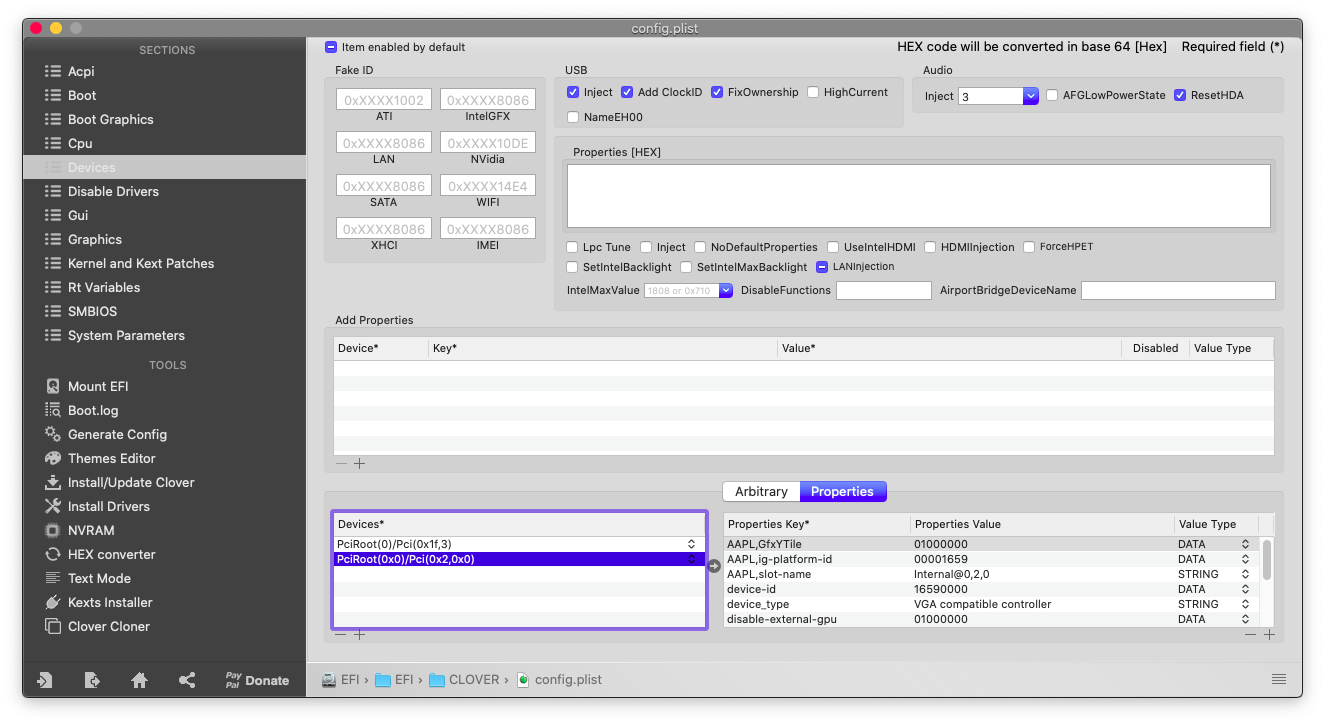 config.plist
SECTIONS
Acpi
Boot
Boot Graphics
Cpu
Devices
Disable Drivers
Gui
Graphics
Kernel and Kext Patches
Rt Variables
SMBIOS
System Parameters
TOOLS
Mount EFI
Boot.log
Generate Config
Themes Editor
Install/Update Clover
Install Drivers
NVRAM
HEX converter
Text Mode
Kexts Installer
Clover Cloner
Pay Pal Donate
Item enabled by default
HEX code will be converted in base 64 [Hex] Required field (*)
Fake ID
0xXXXX1002 0xXXXX8086
ATI IntelGFX
0xXXXX8086 0xXXXX10DE
LAN NVidia
0xXXXX8086 0xXXXX14E4
SATA WIFI
0xXXXX8086 0xXXXX8086
XHCI IMEI
USB
Inject Add ClockID FixOwnership HighCurrent
NameEH00
Audio
Inject 3 AFGLowPowerState ResetHDA
Properties [HEX]
Lpc Tune Inject NoDefaultProperties UseIntelHDMI HDMIInjection ForceHPET
SetIntelBacklight SetIntelMaxBacklight LANInjection
IntelMaxValue 1808 or 0x710 DisableFunctions AirportBridgeDeviceName
Add Properties
Device* Key* Value* Disabled Value Type
Arbitrary Properties
Devices*
PciRoot(0)/Pci(0x1f,3)
PciRoot(0x0)/Pci(0x2,0x0)
Properties Key* Properties Value Value Type
AAPL,GfxYTile 01000000 DATA
AAPL,ig-platform-id 00001659 DATA
AAPL,slot-name Internal@0,2,0 STRING
device-id 16590000 DATA
device_type VGA compatible controller STRING
disable-external-gpu 01000000 DATA
EFI › EFI › CLOVER › config.plist